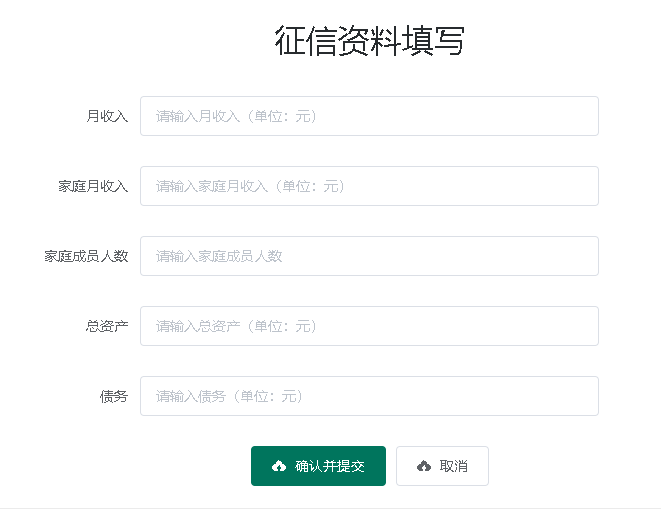 征信资料填写
月收入 请输入月收入（单位：元）
家庭月收入 请输入家庭月收入（单位：元）
家庭成员人数 请输入家庭成员人数
总资产 请输入总资产（单位：元）
债务 请输入债务（单位：元）
确认并提交 取消